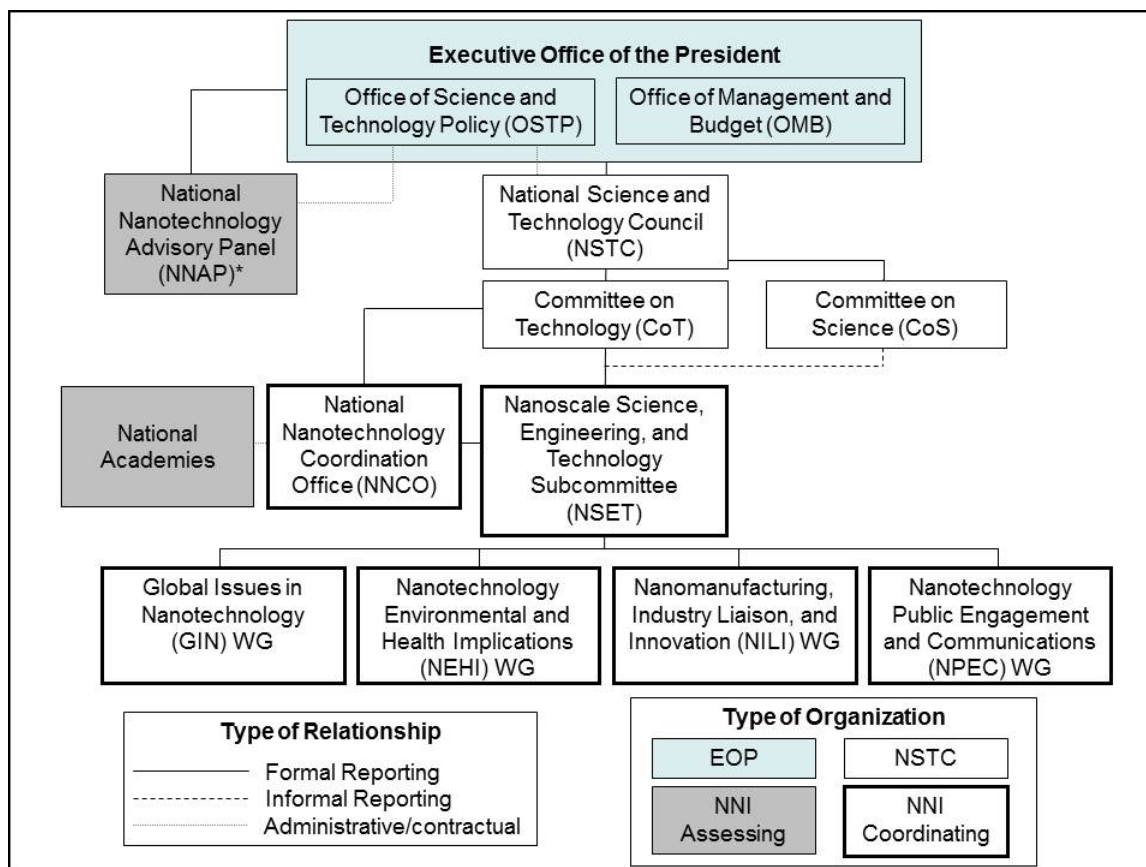 Executive Office of the President
Office of Science and
Technology Policy (OSTP)
Office of Management and
Budget (OMB)
National
Nanotechnology
Advisory Panel
(NNAP)*
National Science and
Technology Council
(NSTC)
Committee on
Technology (CoT)
Committee on
Science (CoS)
National
Academies
National
Nanotechnology
Coordination
Office (NNCO)
Nanoscale Science,
Engineering, and
Technology
Subcommittee
(NSET)
Global Issues in
Nanotechnology
(GIN) WG
Nanotechnology
Environmental and
Health Implications
(NEHI) WG
Nanomanufacturing,
Industry Liaison, and
Innovation (NILI) WG
Nanotechnology
Public Engagement
and Communications
(NPEC) WG
Type of Relationship
Formal Reporting
Informal Reporting
Administrative/contractual
Type of Organization
EOP
NSTC
NNI
Assessing
NNI
Coordinating